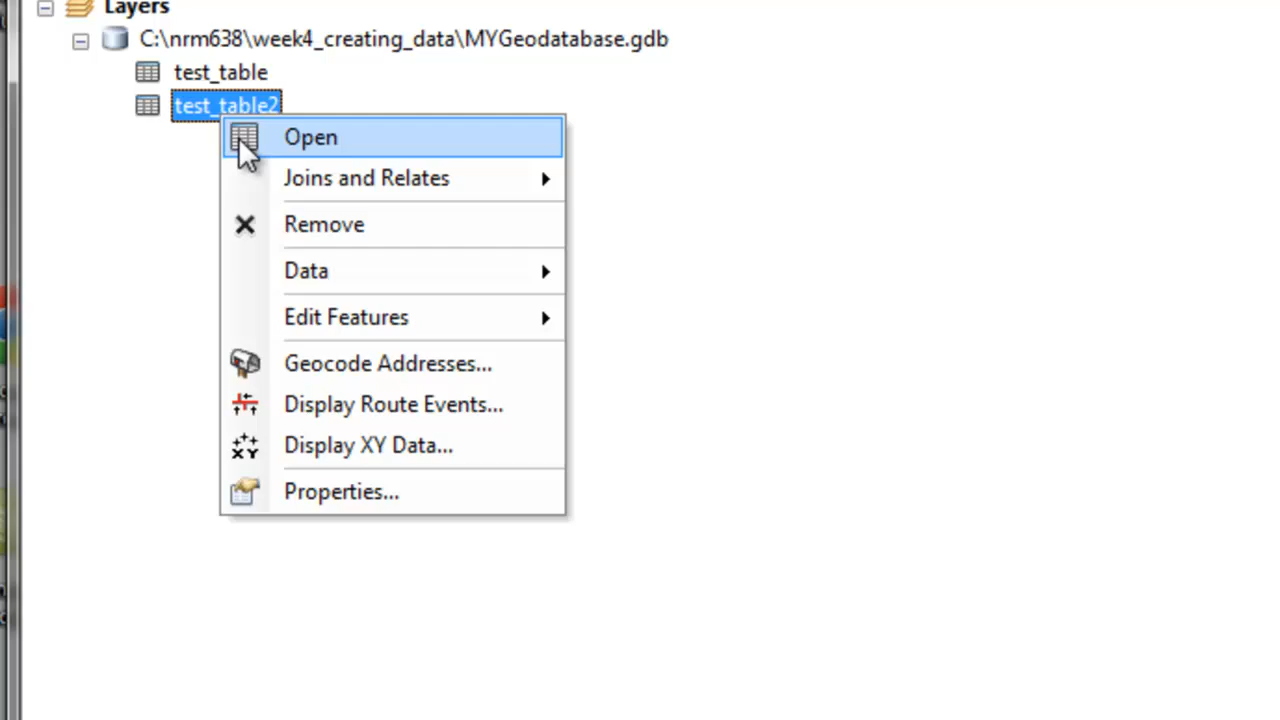 Layers
C:\nrm638\week4_creating_data\MYGeodatabase.gdb
test_table
test_table2
Open
Joins and Relates
Remove
Data
Edit Features
Geocode Addresses...
Display Route Events...
Display XY Data...
Properties...